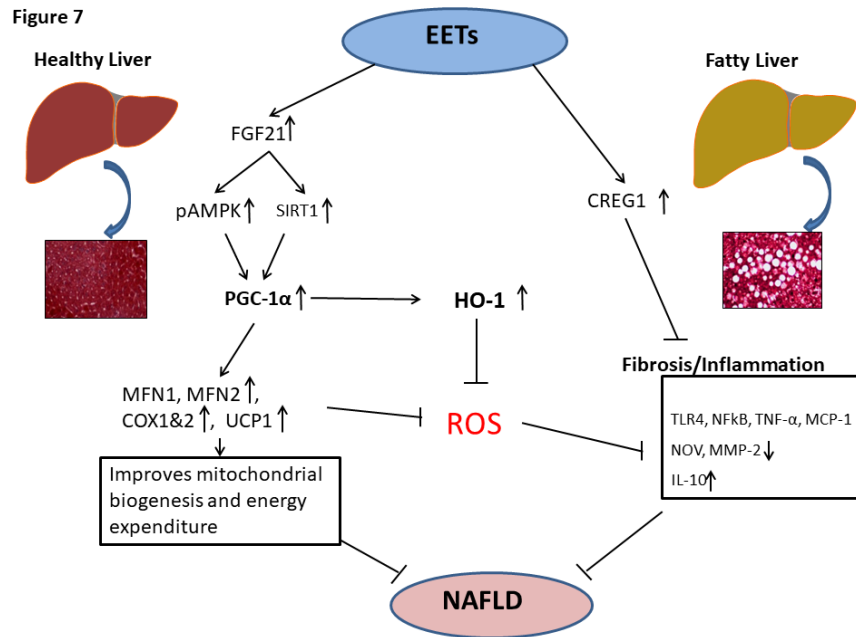 Figure 7
EETs
Healthy Liver
Fatty Liver
FGF21↑
pAMPK↑ SIRT1↑
CREG1 ↑
PGC-1α↑
HO-1 ↑
Fibrosis/Inflammation
MFN1, MFN2↑,
COX1&2↑, UCP1↑
ROS
TLR4, NFkB, TNF-α, MCP-1
NOV, MMP-2↓
IL-10↑
Improves mitochondrial
biogenesis and energy
expenditure
NAFLD